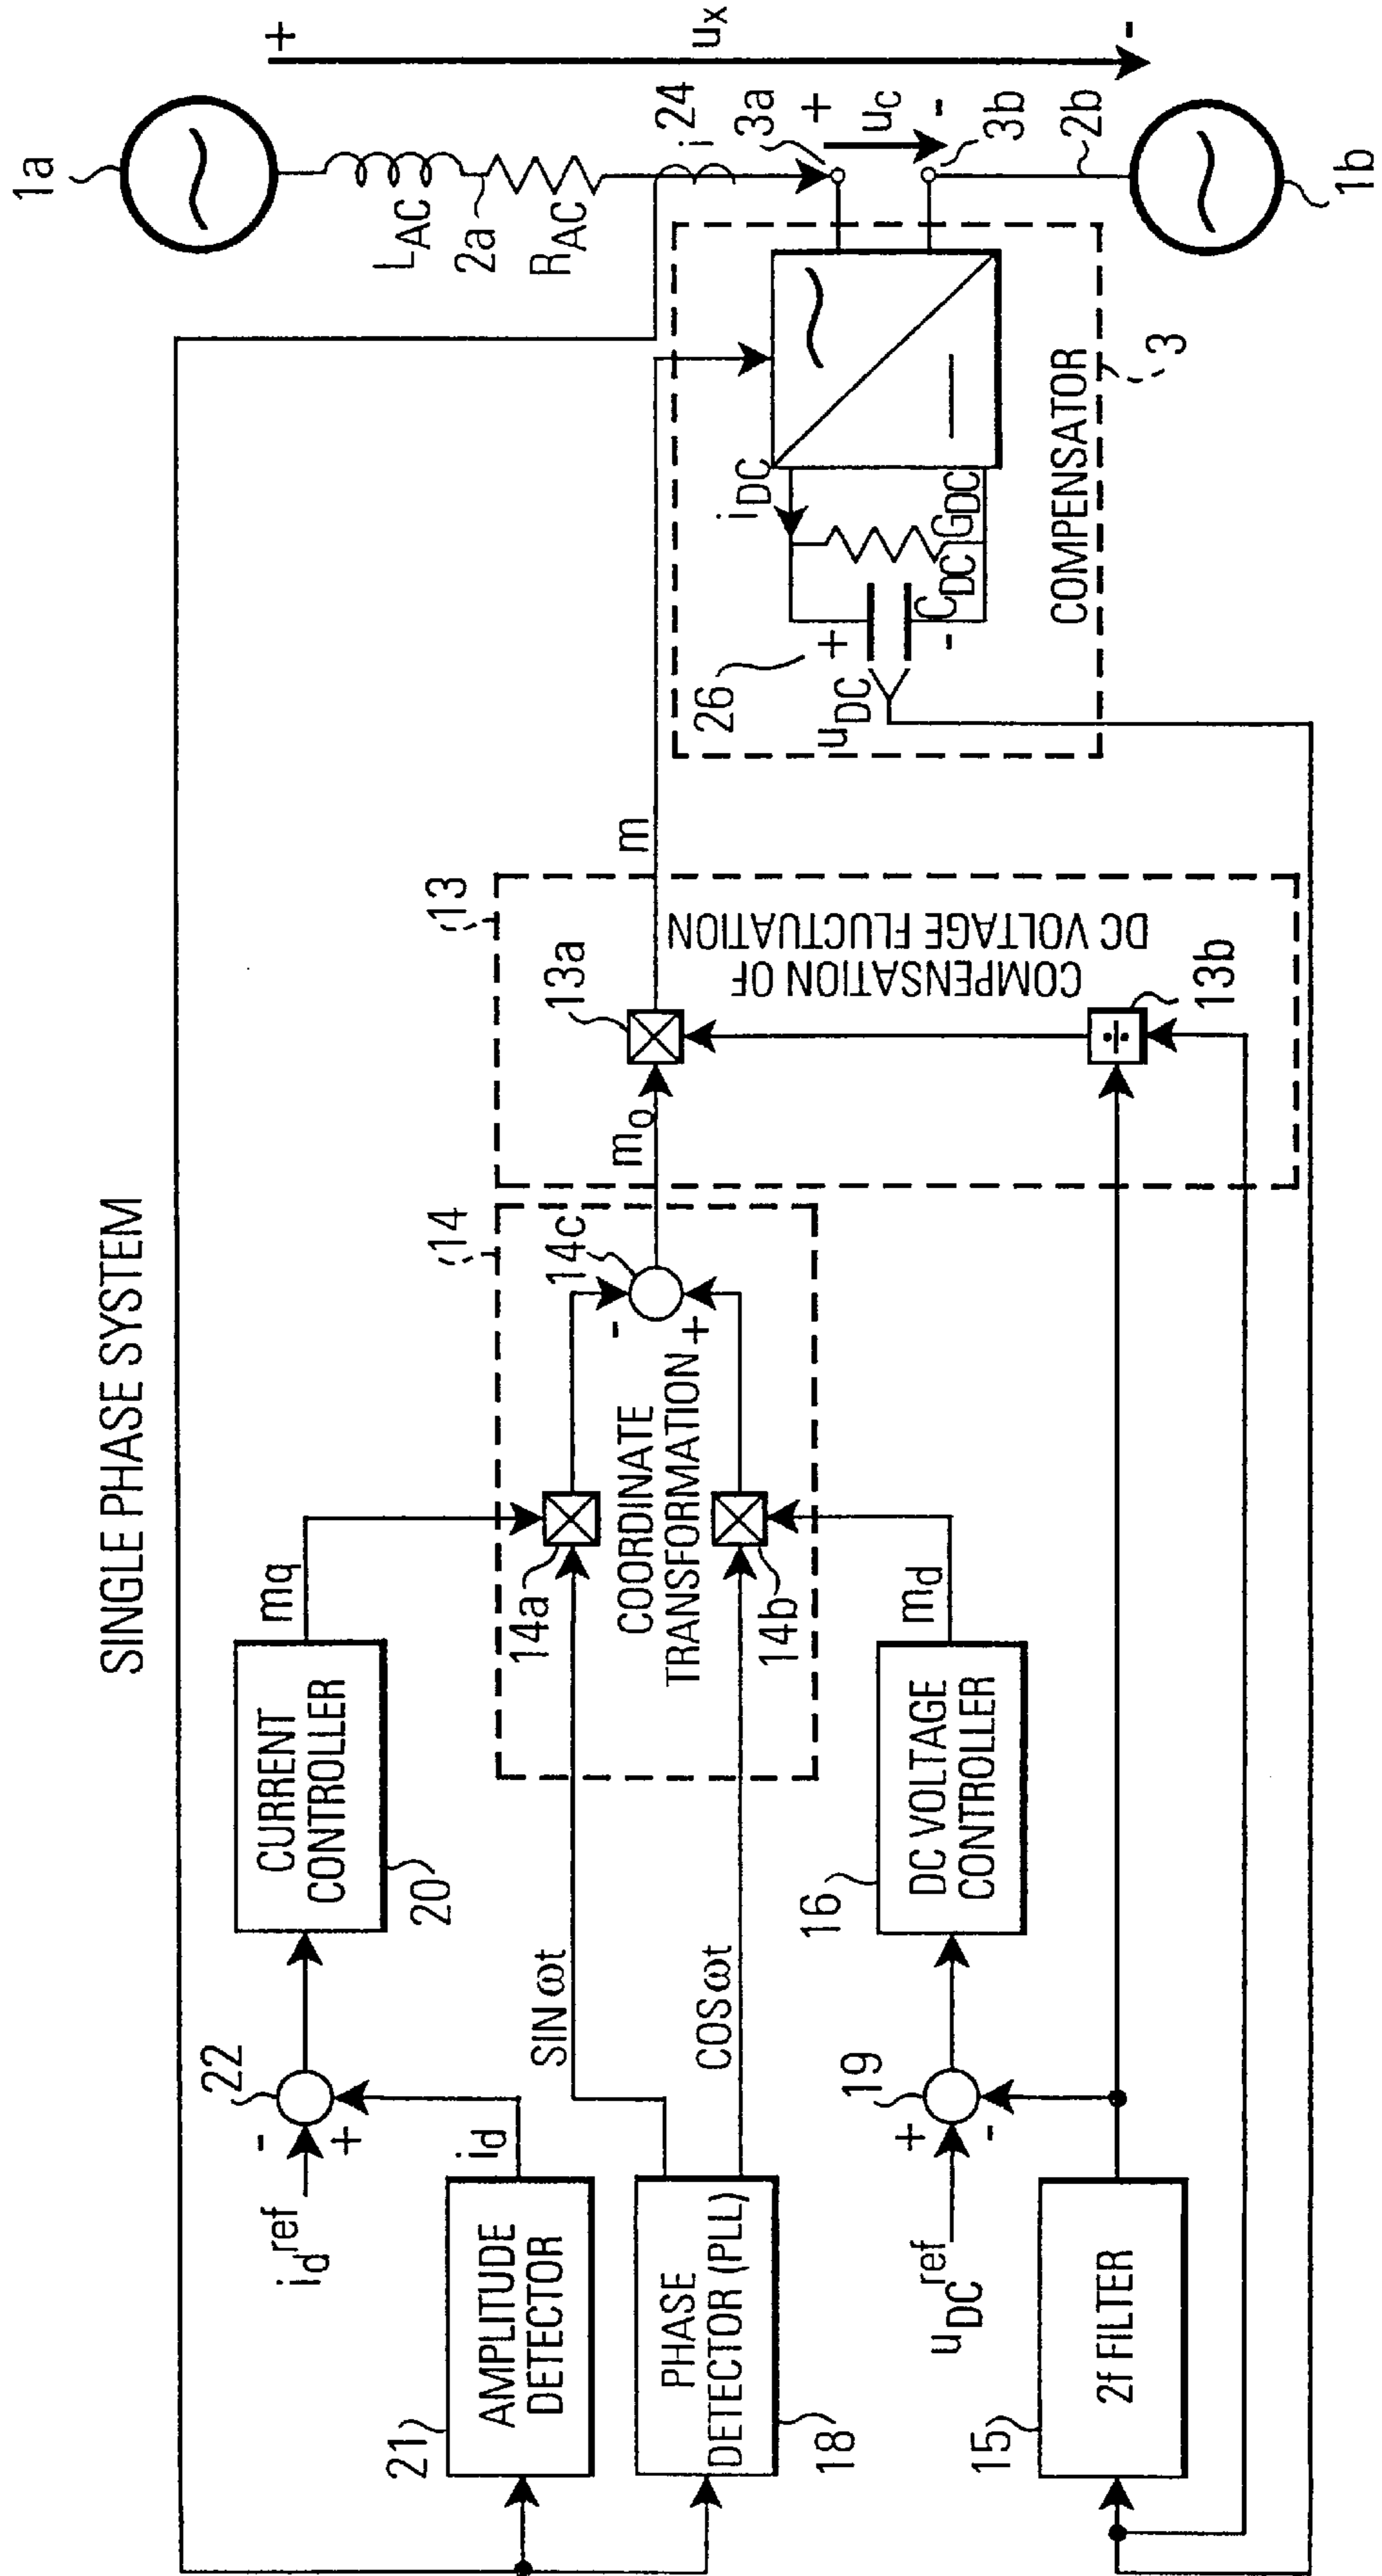 SINGLE PHASE SYSTEM
1a
+
L_AC
2a
R_AC
i
24
3a
+
u_C
-
3b
2b
1b
u_X
-
i_d^ref
-
+
22
CURRENT
CONTROLLER
20
m_q
21
AMPLITUDE
DETECTOR
i_d
PHASE
DETECTOR (PLL)
18
SIN ωt
COS ωt
14
14a
14b
14c
-
+
COORDINATE
TRANSFORMATION
m_o
13
13a
m
COMPENSATION OF
DC VOLTAGE FLUCTUATION
÷
13b
u_DC^ref
+
-
19
16
DC VOLTAGE
CONTROLLER
m_d
15
2f FILTER
26
u_DC
+
-
C_DC
G_DC
i_DC
COMPENSATOR
3